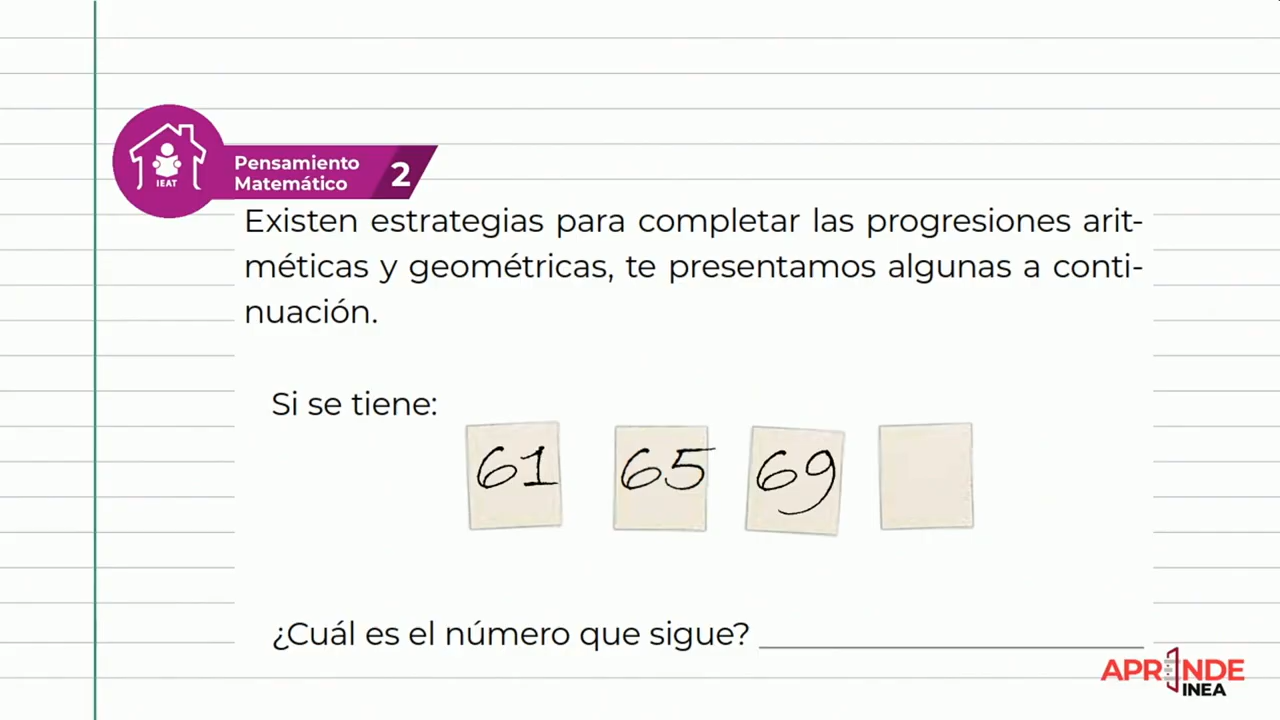 IEAT
Pensamiento
Matemático
2
Existen estrategias para completar las progresiones arit-
méticas y geométricas, te presentamos algunas a conti-
nuación.
Si se tiene:
61 65 69
¿Cuál es el número que sigue? ____________________
APRENDE
INEA